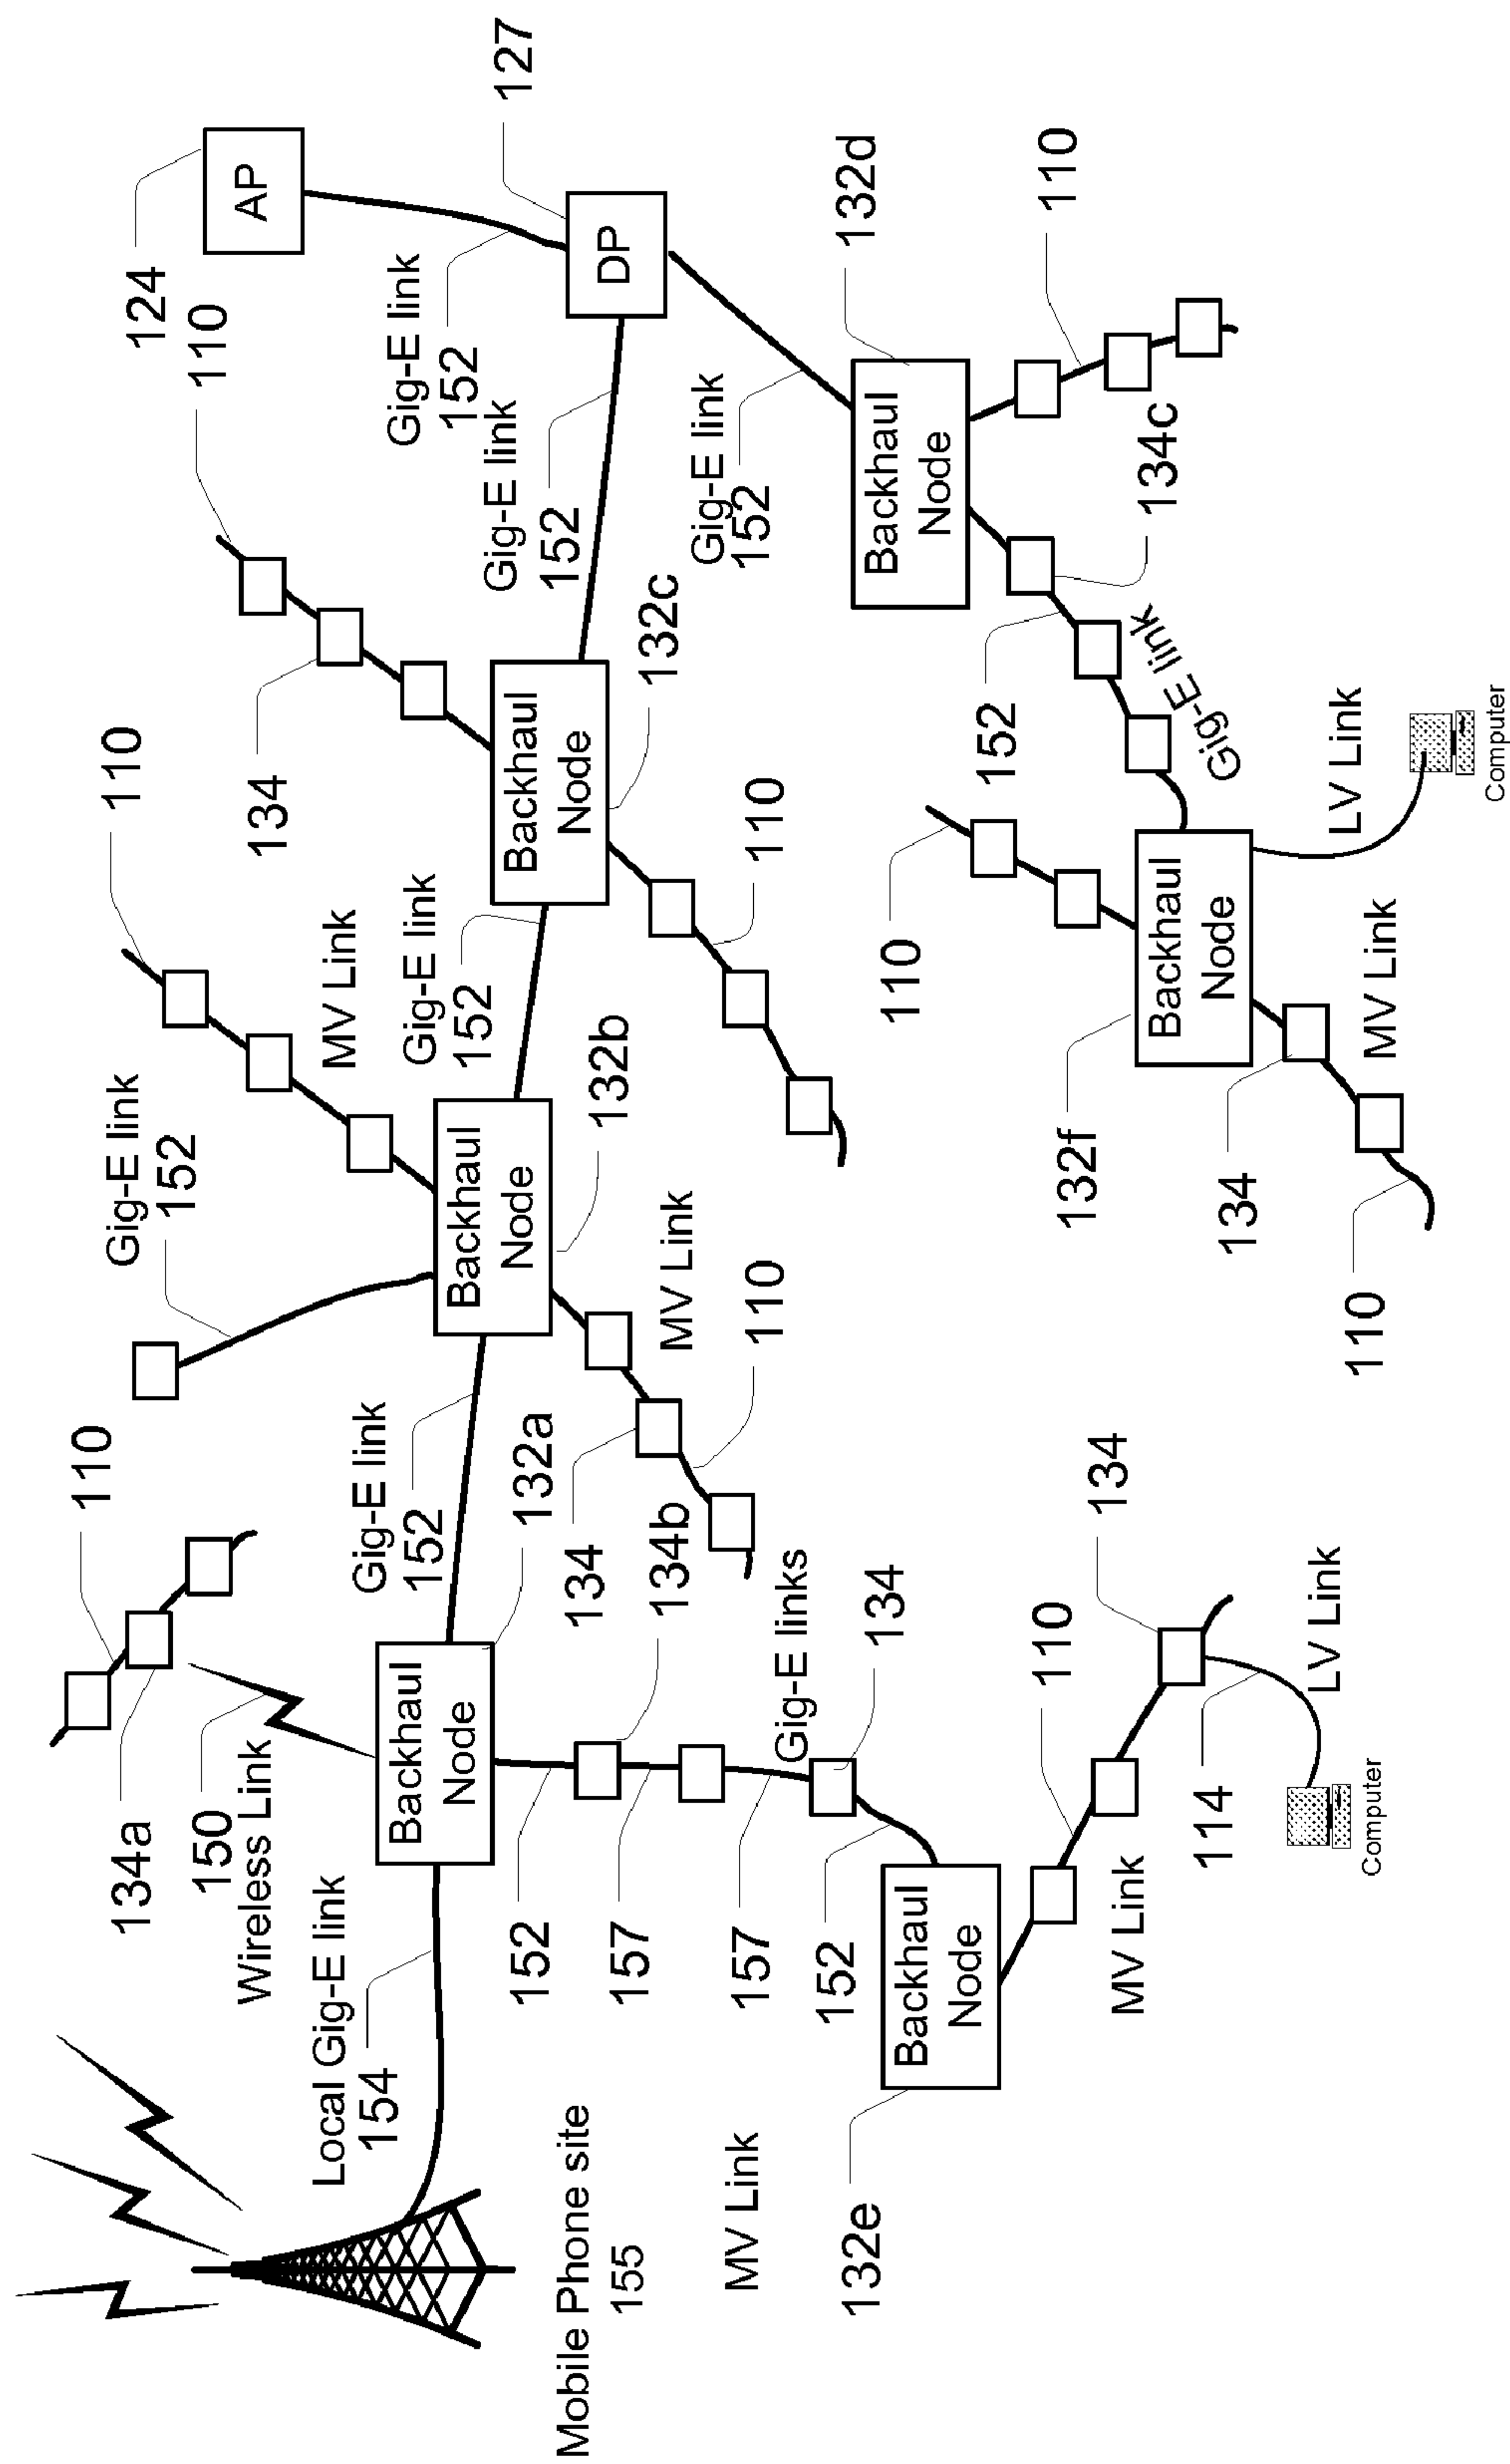 110
110
Gig-E link
152
134a
124
110
150
Wireless Link
AP
134
Local Gig-E link
154
MV Link
Gig-E link
152
Gig-E link
152
Gig-E link
152
Backhaul
Node
Backhaul
Node
Gig-E link
152
127
Backhaul
Node
152
132a
DP
Mobile Phone site
155
134
132b
157
134b
132c
MV Link
Gig-E link
152
MV Link
157
110
110
Gig-E links
152
132e
134
132d
Backhaul
Node
110
Backhaul
Node
152
110
110
132f
134
MV Link
Gig-E link
134c
Backhaul
Node
114
134
LV Link
LV Link
110
MV Link
Computer
Computer